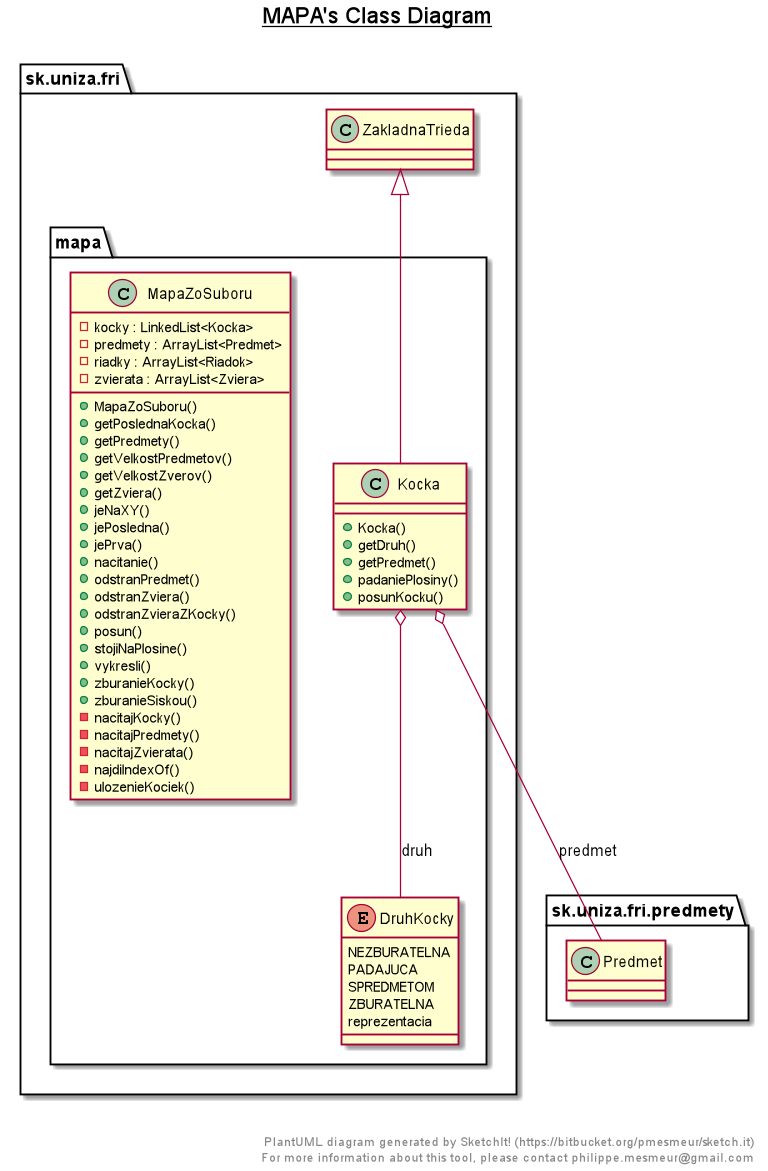 MAPA's Class Diagram
sk.uniza.fri
C ZakladnaTrieda
mapa
C MapaZoSuboru
kocky : LinkedList<Kocka>
predmety : ArrayList<Predmet>
riadky : ArrayList<Riadok>
zvierata : ArrayList<Zviera>
MapaZoSuboru()
getPoslednaKocka()
getPredmety()
getVelkostPredmetov()
getVelkostZverov()
getZviera()
jeNaXY()
jePosledna()
jePrva()
nacitanie()
odstranPredmet()
odstranZviera()
odstranZvieraZKocky()
posun()
stojiNaPlosine()
vykresli()
zburanieKocky()
zburanieSiskou()
nacitajKocky()
nacitajPredmety()
nacitajZvierata()
najdiIndexOf()
ulozenieKociek()
C Kocka
Kocka()
getDruh()
getPredmet()
padaniePlosiny()
posunKocku()
druh
predmet
E DruhKocky
NEZBURATELNA
PADAJUCA
SPREDMETOM
ZBURATELNA
reprezentacia
sk.uniza.fri.predmety
C Predmet
PlantUML diagram generated by SketchIt! (https://bitbucket.org/pmesmeur/sketch.it)
For more information about this tool, please contact philippe.mesmeur@gmail.com